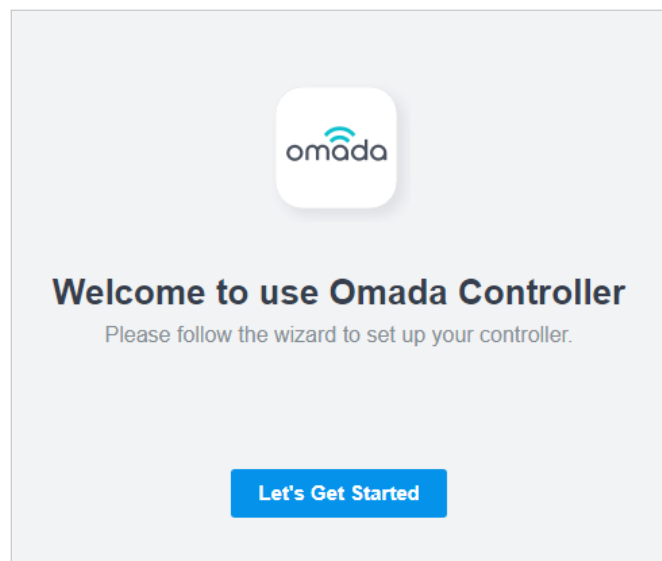 omada
Welcome to use Omada Controller
Please follow the wizard to set up your controller.
Let's Get Started